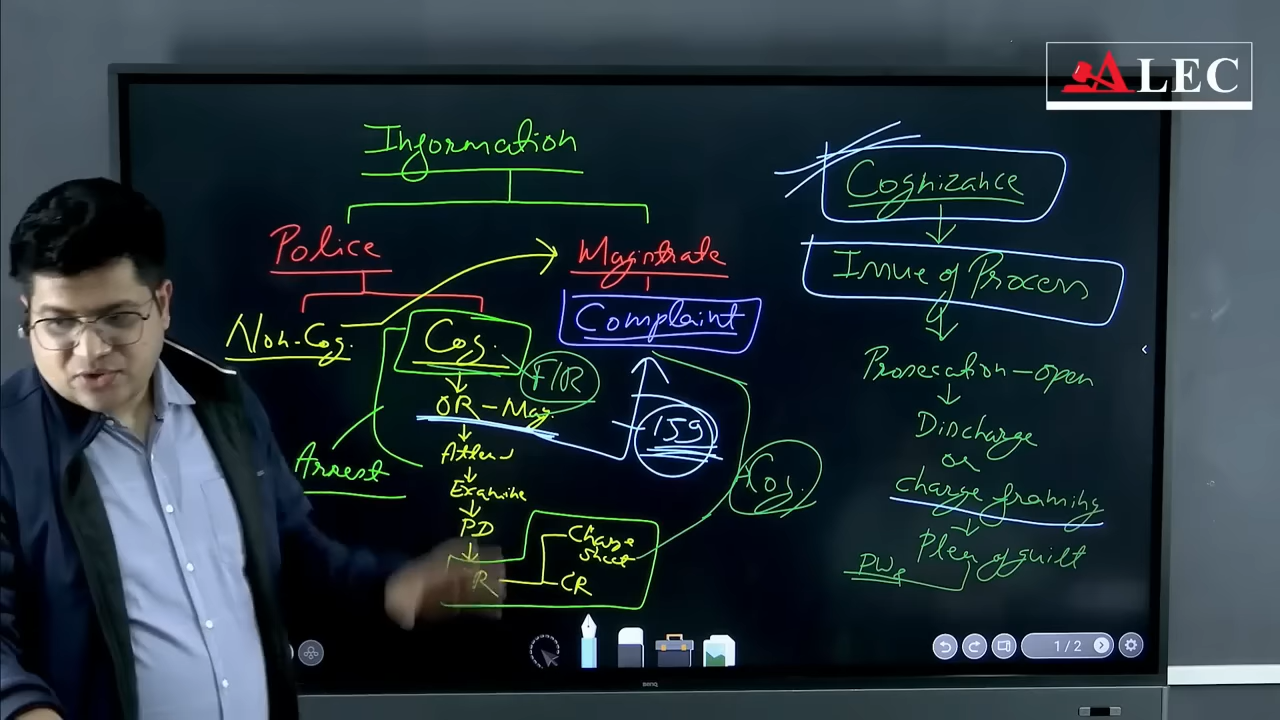 ALEC
Information
Police
Magistrate
Non-Cog.
Cog.
Complaint
FIR
OR - Mag.
159
Arrest
Atten
Examine
PD
R
Charge
Sheet
CR
Cog.
Cognizance
Issue of Process
Prosecution - open
Discharge
or
charge framing
Plea of guilt
PWs
1/2
BenQ